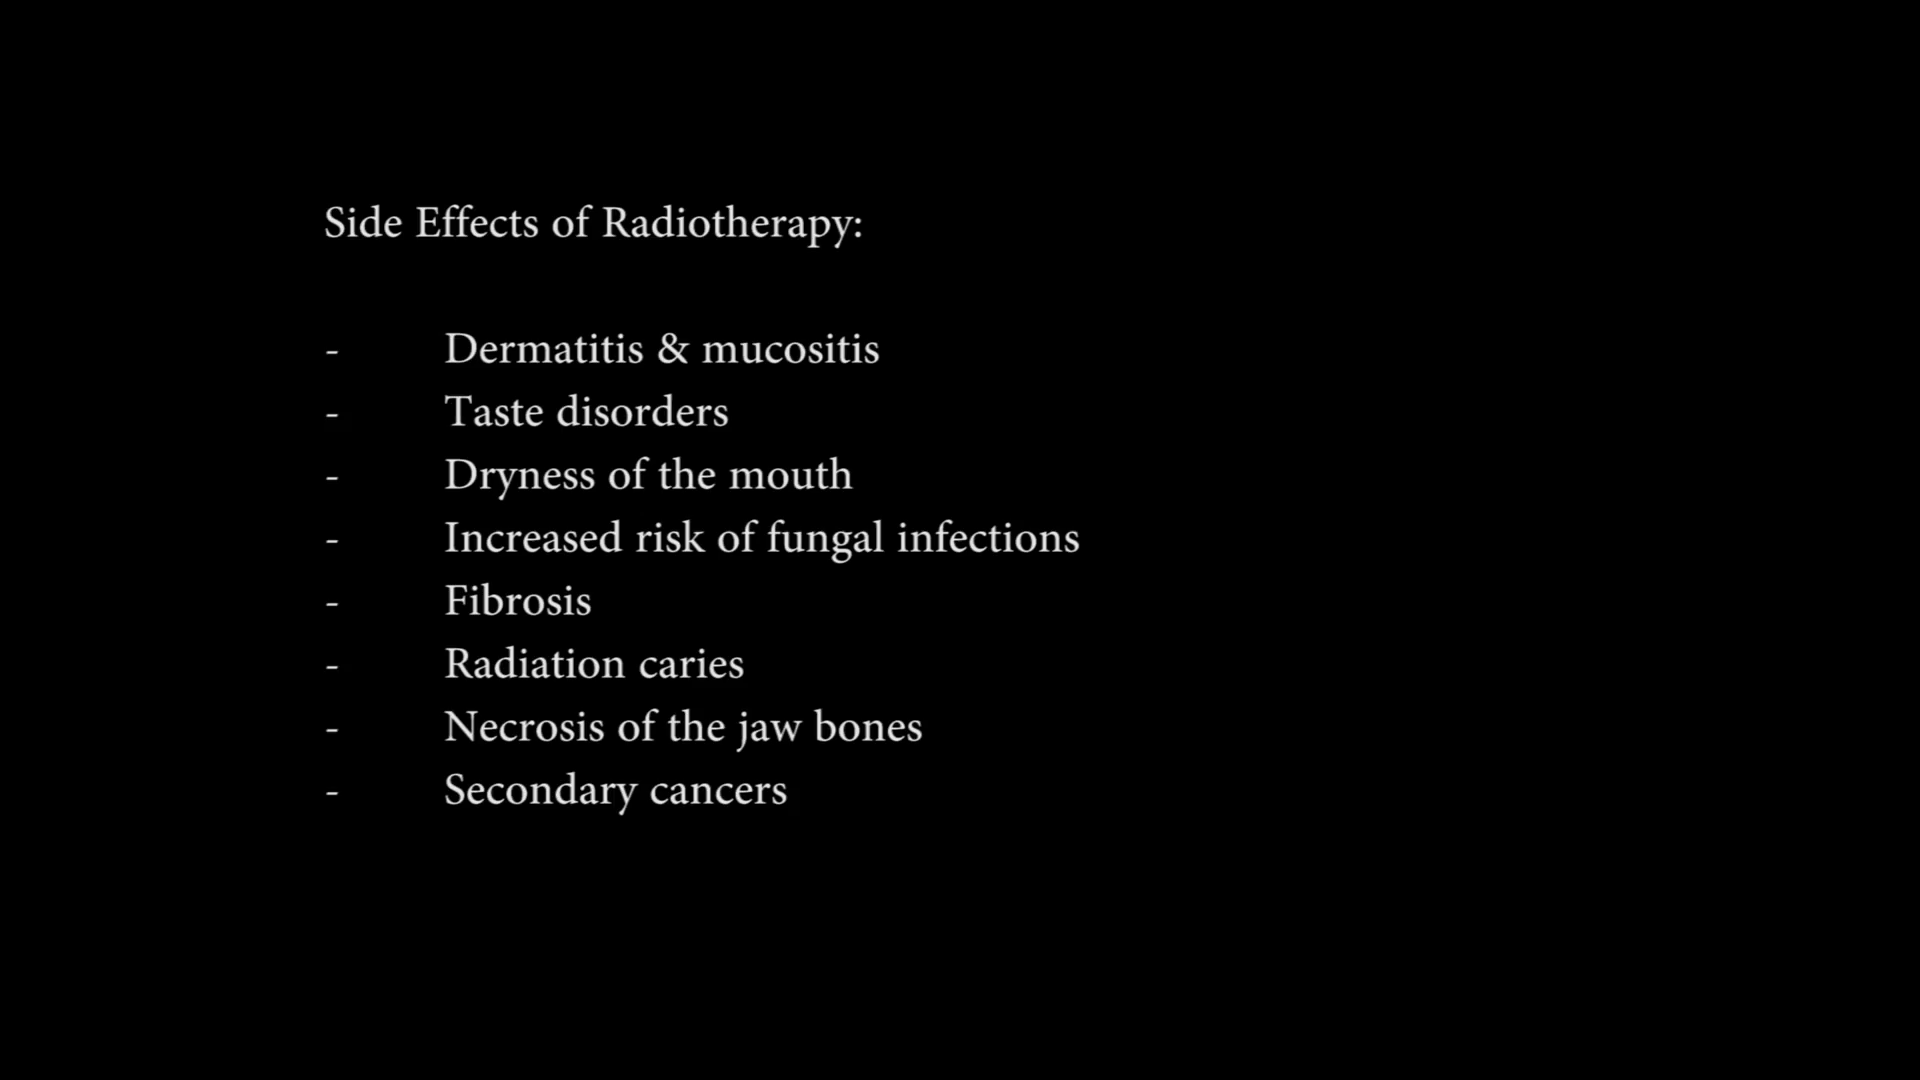 Side Effects of Radiotherapy:
- Dermatitis & mucositis
- Taste disorders
- Dryness of the mouth
- Increased risk of fungal infections
- Fibrosis
- Radiation caries
- Necrosis of the jaw bones
- Secondary cancers